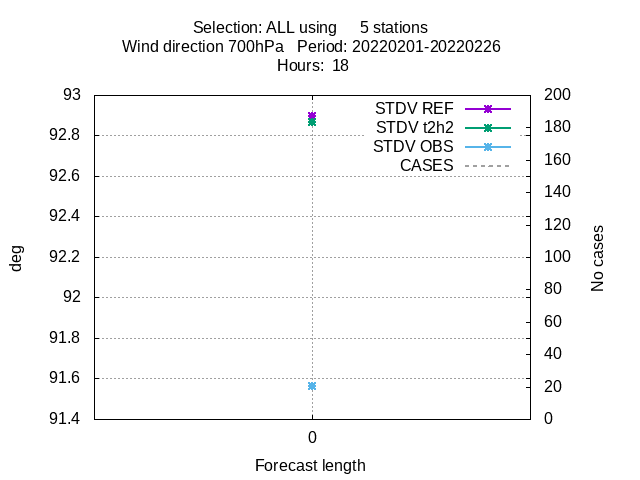 Selection: ALL using     5 stations
Wind direction 700hPa   Period: 20220201-20220226
Hours:  18
93
92.8
92.6
92.4
92.2
92
91.8
91.6
91.4
200
180
160
140
120
100
80
60
40
20
0
STDV REF
STDV t2h2
STDV OBS
CASES
deg
No cases
0
Forecast length